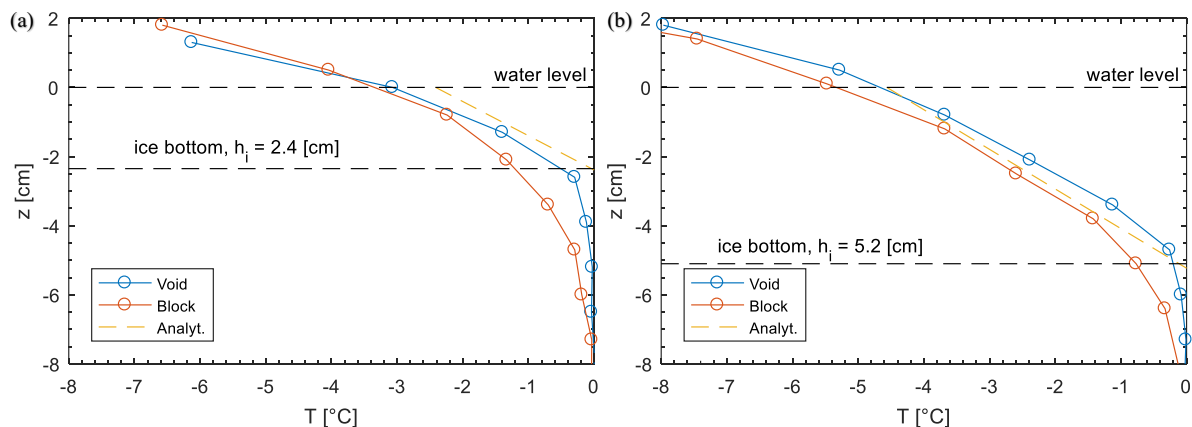 (a)
2
0
-2
-4
-6
-8
z [cm]
water level
ice bottom, h_i = 2.4 [cm]
Void
Block
Analyt.
-8 -7 -6 -5 -4 -3 -2 -1 0
T [°C]
(b)
2
0
-2
-4
-6
-8
z [cm]
water level
ice bottom, h_i = 5.2 [cm]
Void
Block
Analyt.
-8 -7 -6 -5 -4 -3 -2 -1 0
T [°C]